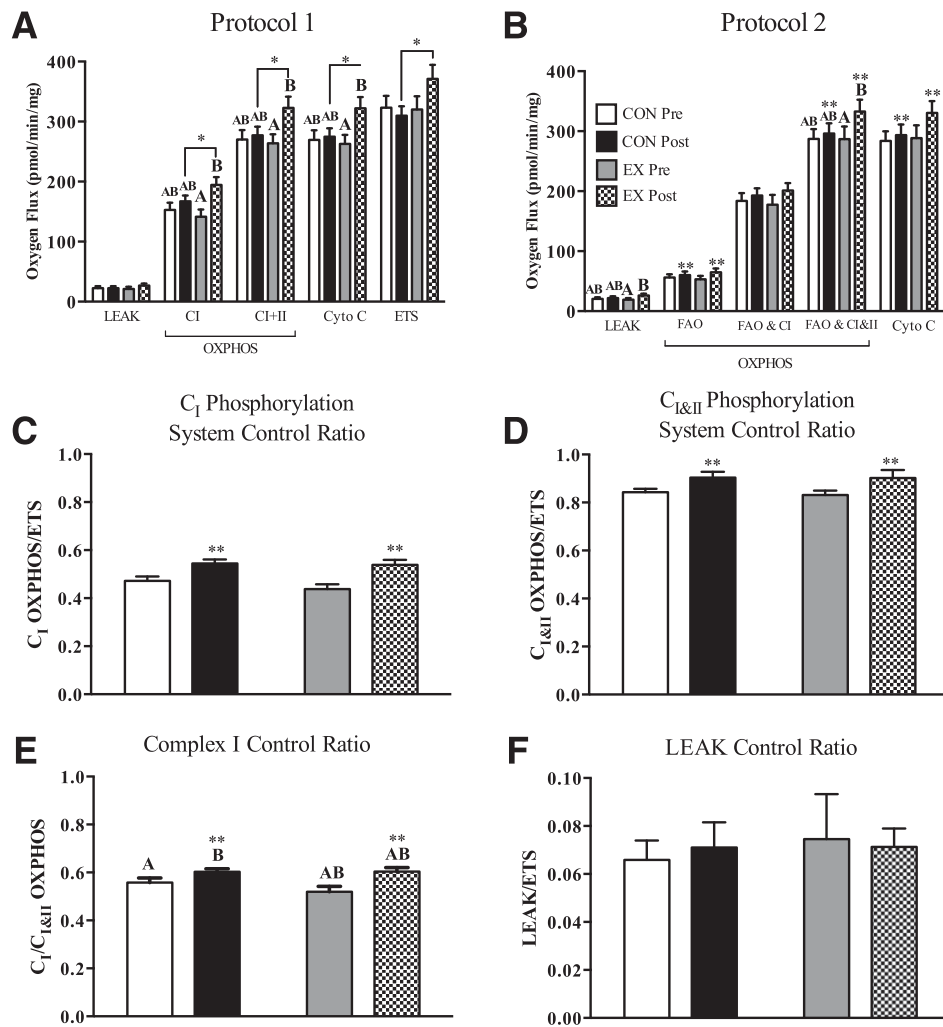 A
Protocol 1
Oxygen Flux (pmol/min/mg)
400
300
200
100
0
AB
AB
A
B
*
AB
AB
A
B
*
AB
AB
A
B
*
*
LEAK
CI
CI+II
Cyto C
ETS
OXPHOS
B
Protocol 2
Oxygen Flux (pmol/min/mg)
400
300
200
100
0
CON Pre
CON Post
EX Pre
EX Post
AB
AB
A
B
**
**
AB
**
AB
A
**
B
**
**
LEAK
FAO
FAO & CI
FAO & CI&II
Cyto C
OXPHOS
C
CI Phosphorylation
System Control Ratio
CI OXPHOS/ETS
1.0
0.8
0.6
0.4
0.2
0.0
**
**
D
CI&II Phosphorylation
System Control Ratio
CI&II OXPHOS/ETS
1.0
0.8
0.6
0.4
0.2
0.0
**
**
E
Complex I Control Ratio
CI/CI&II OXPHOS
1.0
0.8
0.6
0.4
0.2
0.0
A
**
B
AB
**
AB
F
LEAK Control Ratio
LEAK/ETS
0.10
0.08
0.06
0.04
0.02
0.00